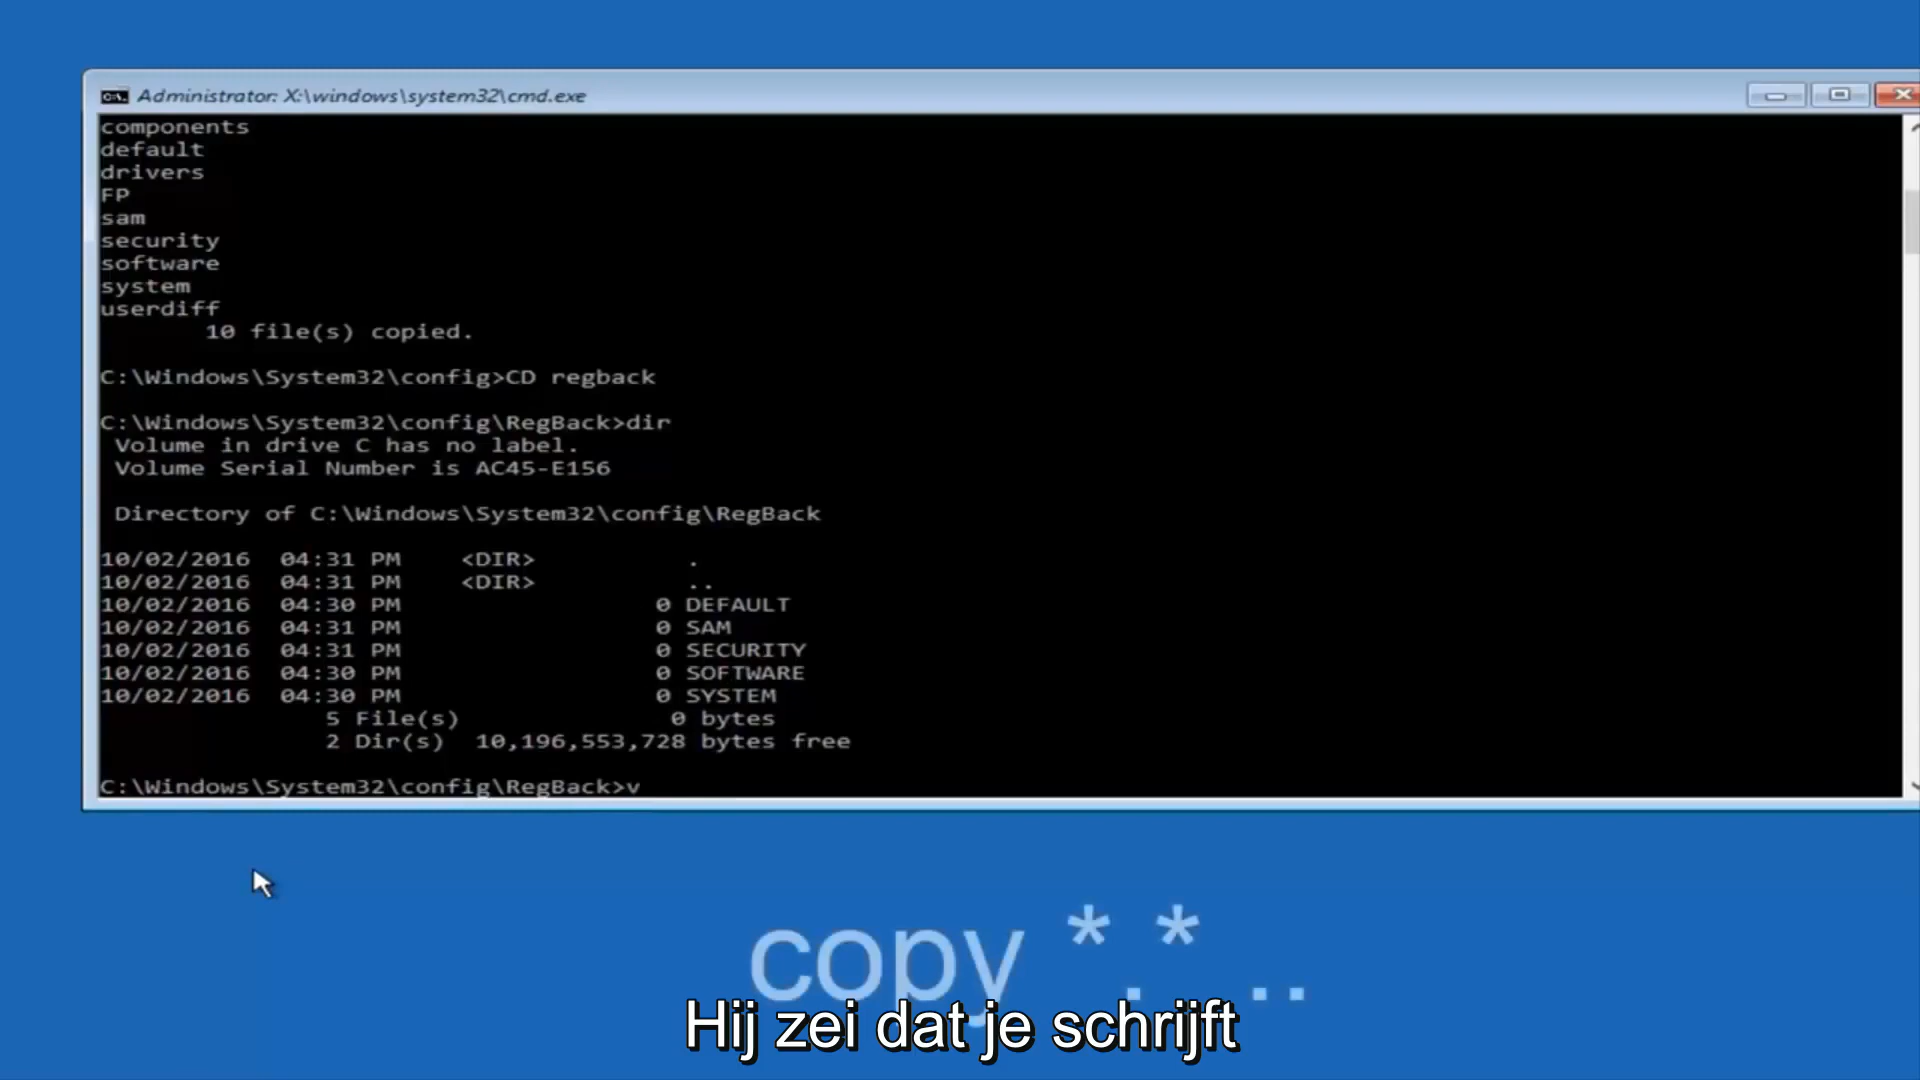 Administrator: X:\windows\system32\cmd.exe
components
default
drivers
FP
sam
security
software
system
userdiff
10 file(s) copied.
C:\Windows\System32\config>CD regback
C:\Windows\System32\config\RegBack>dir
Volume in drive C has no label.
Volume Serial Number is AC45-E156
Directory of C:\Windows\System32\config\RegBack
10/02/2016 04:31 PM <DIR> .
10/02/2016 04:31 PM <DIR> ..
10/02/2016 04:30 PM 0 DEFAULT
10/02/2016 04:31 PM 0 SAM
10/02/2016 04:31 PM 0 SECURITY
10/02/2016 04:30 PM 0 SOFTWARE
10/02/2016 04:30 PM 0 SYSTEM
5 File(s) 0 bytes
2 Dir(s) 10,196,553,728 bytes free
C:\Windows\System32\config\RegBack>v
copy *.* ..
Hij zei dat je schrijft